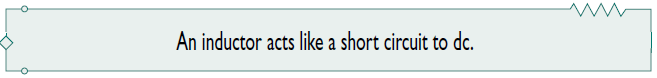 An inductor acts like a short circuit to dc.